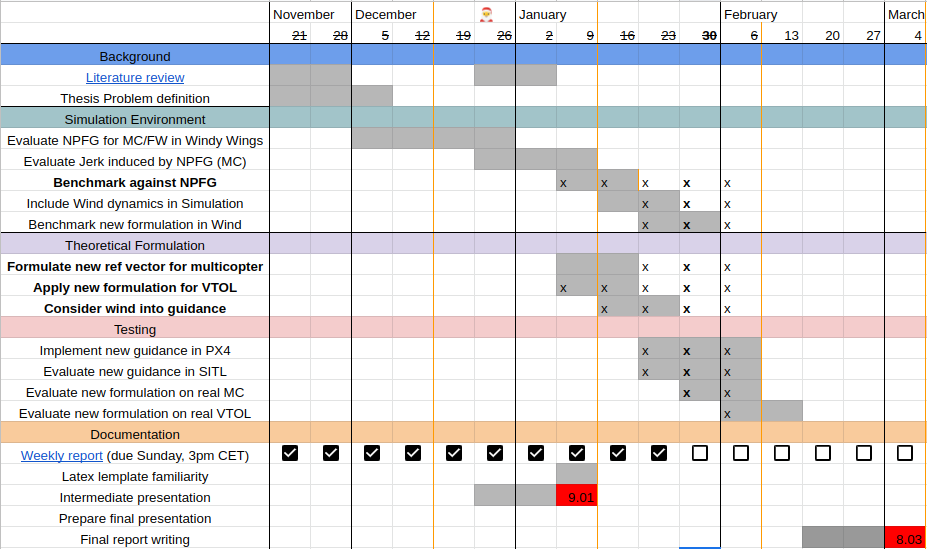 November December 🎅 January February March
21 28 5 12 19 26 2 9 16 23 30 6 13 20 27 4
Background
Literature review
Thesis Problem definition
Simulation Environment
Evaluate NPFG for MC/FW in Windy Wings
Evaluate Jerk induced by NPFG (MC)
Benchmark against NPFG x x x x x
Include Wind dynamics in Simulation x x x
Benchmark new formulation in Wind x x x
Theoretical Formulation
Formulate new ref vector for multicopter x x x
Apply new formulation for VTOL x x x x x
Consider wind into guidance x x x x
Testing
Implement new guidance in PX4 x x x
Evaluate new guidance in SITL x x x
Evaluate new formulation on real MC x x
Evaluate new formulation on real VTOL x
Documentation
Weekly report (due Sunday, 3pm CET)
Latex lemplate familiarity
Intermediate presentation 9.01
Prepare final presentation
Final report writing 8.03